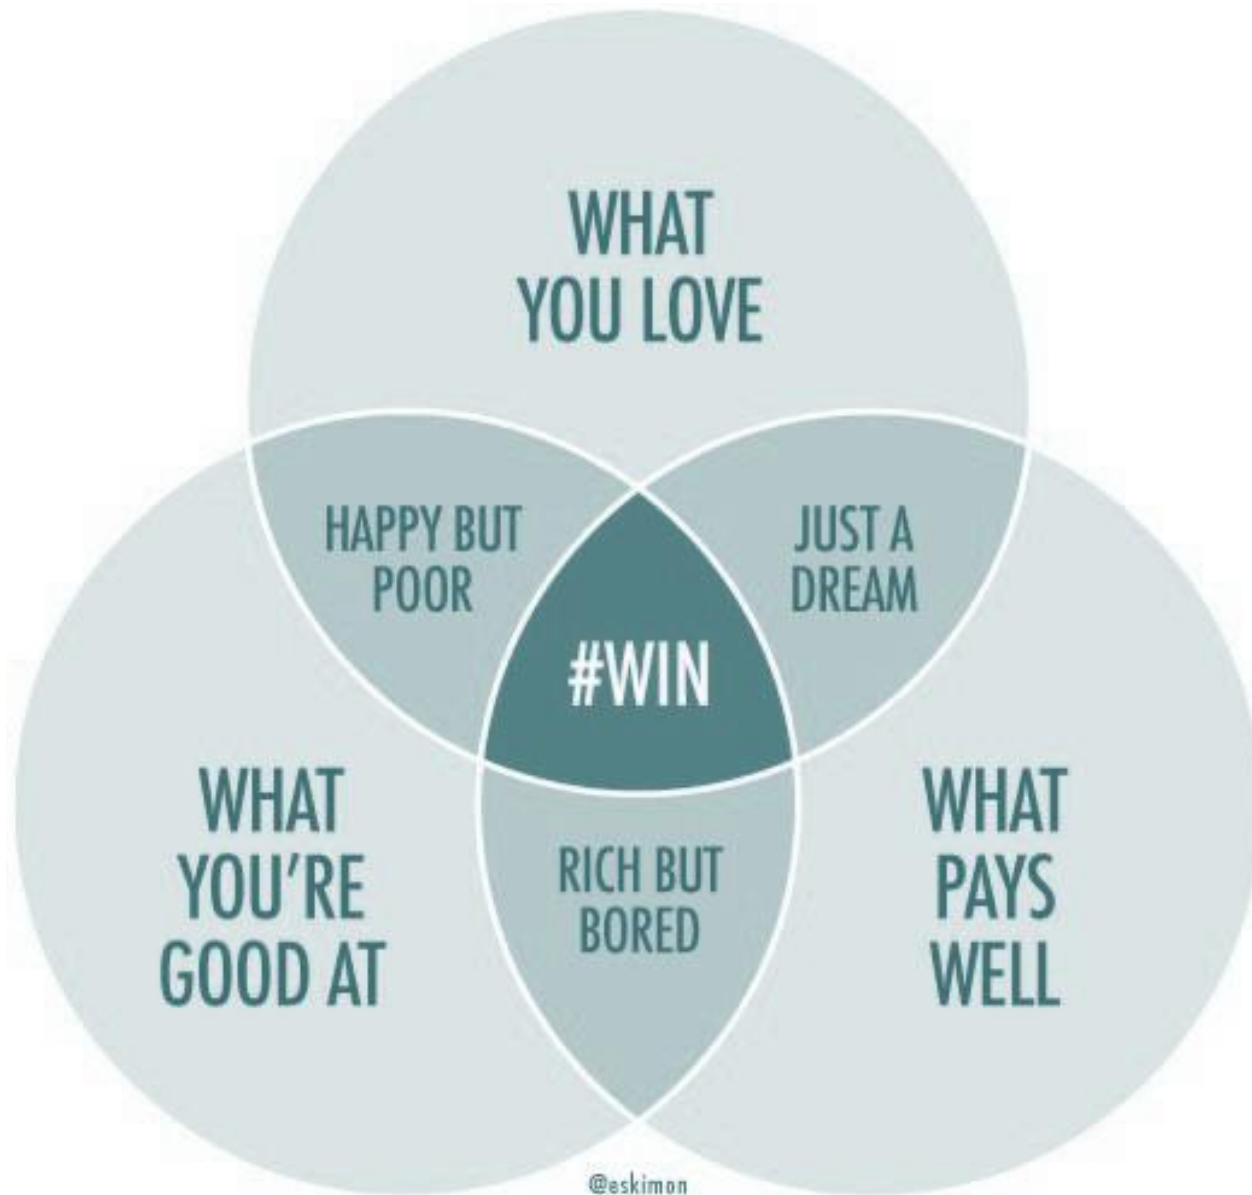 WHAT
YOU LOVE
HAPPY BUT
POOR
JUST A
DREAM
#WIN
WHAT
YOU'RE
GOOD AT
RICH BUT
BORED
WHAT
PAYS
WELL
@eskimon